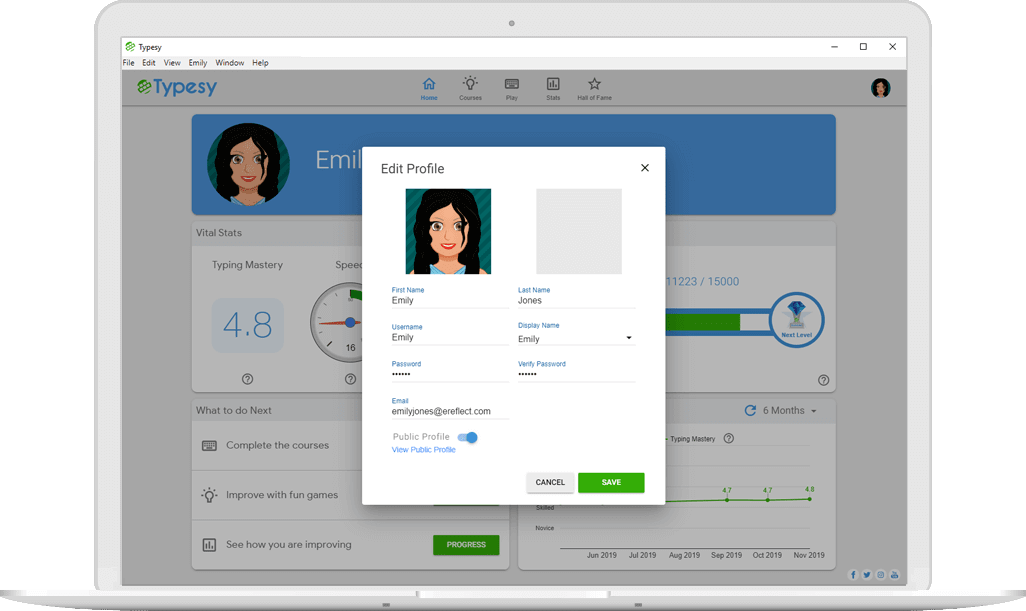 Typesy
File Edit View Emily Window Help
Typesy
Home Courses Play Stats Hall of Fame
Edit Profile
First Name Last Name
Emily Jones
Username Display Name
Emily Emily
Password Verify Password
•••••• ••••••
Email
emilyjones@ereflect.com
Public Profile
View Public Profile
CANCEL SAVE
Emil
Vital Stats
Typing Mastery Speed
4.8
16
11223 / 15000
Next Level
What to do Next
Complete the courses
Improve with fun games
See how you are improving
PROGRESS
6 Months
Typing Mastery
4.7 4.7 4.8
Skilled
Novice
Jun 2019 Jul 2019 Aug 2019 Sep 2019 Oct 2019 Nov 2019